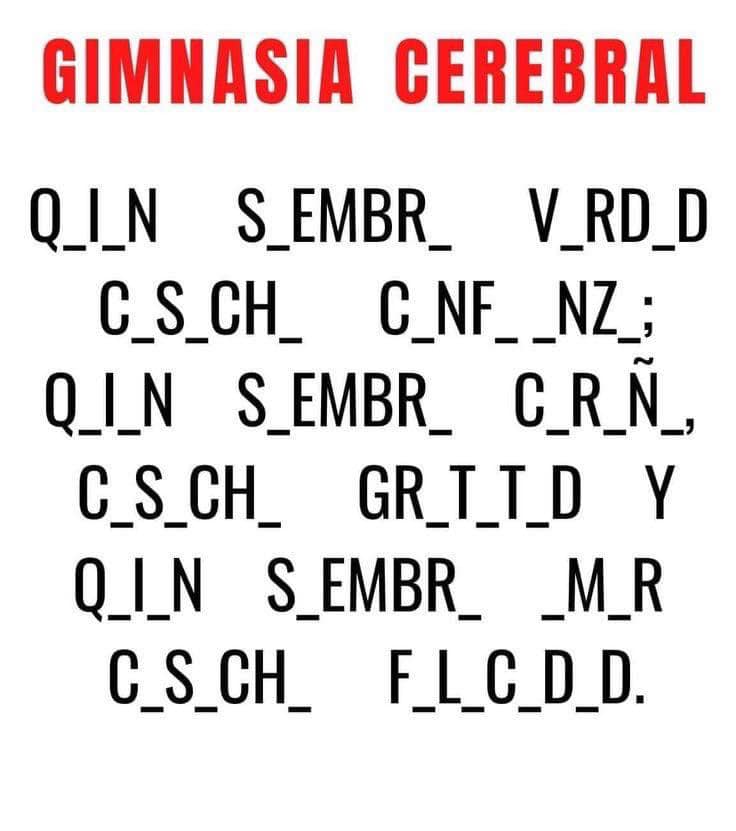 GIMNASIA CEREBRAL
Q_I_N S_EMBR_ V_RD_D
C_S_CH_ C_NF_ _NZ_;
Q_I_N S_EMBR_ C_R_Ñ_,
C_S_CH_ GR_T_T_D Y
Q_I_N S_EMBR_ _M_R
C_S_CH_ F_L_C_D_D.